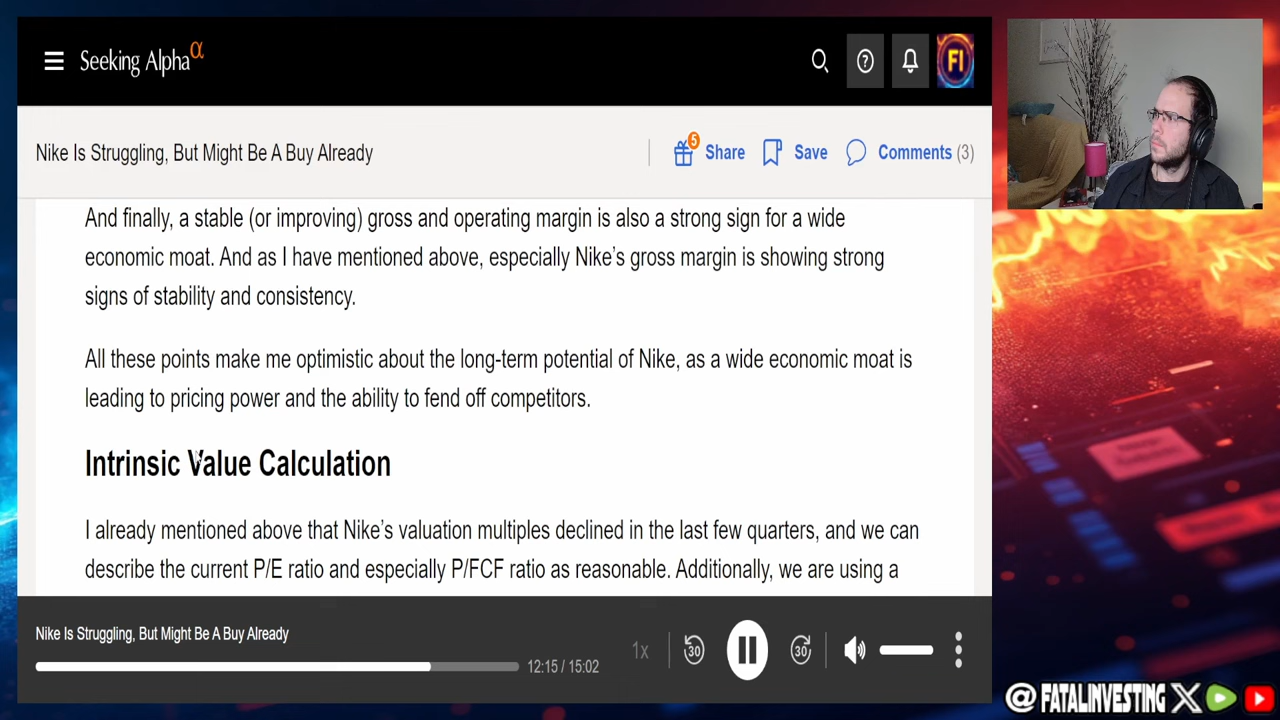 Seeking Alpha α
FI
Nike Is Struggling, But Might Be A Buy Already
5
Share
Save
Comments (3)
And finally, a stable (or improving) gross and operating margin is also a strong sign for a wide
economic moat. And as I have mentioned above, especially Nike’s gross margin is showing strong
signs of stability and consistency.
All these points make me optimistic about the long-term potential of Nike, as a wide economic moat is
leading to pricing power and the ability to fend off competitors.
Intrinsic Value Calculation
I already mentioned above that Nike’s valuation multiples declined in the last few quarters, and we can
describe the current P/E ratio and especially P/FCF ratio as reasonable. Additionally, we are using a
Nike Is Struggling, But Might Be A Buy Already
12:15 / 15:02
1x
30
30
@FATALINVESTING